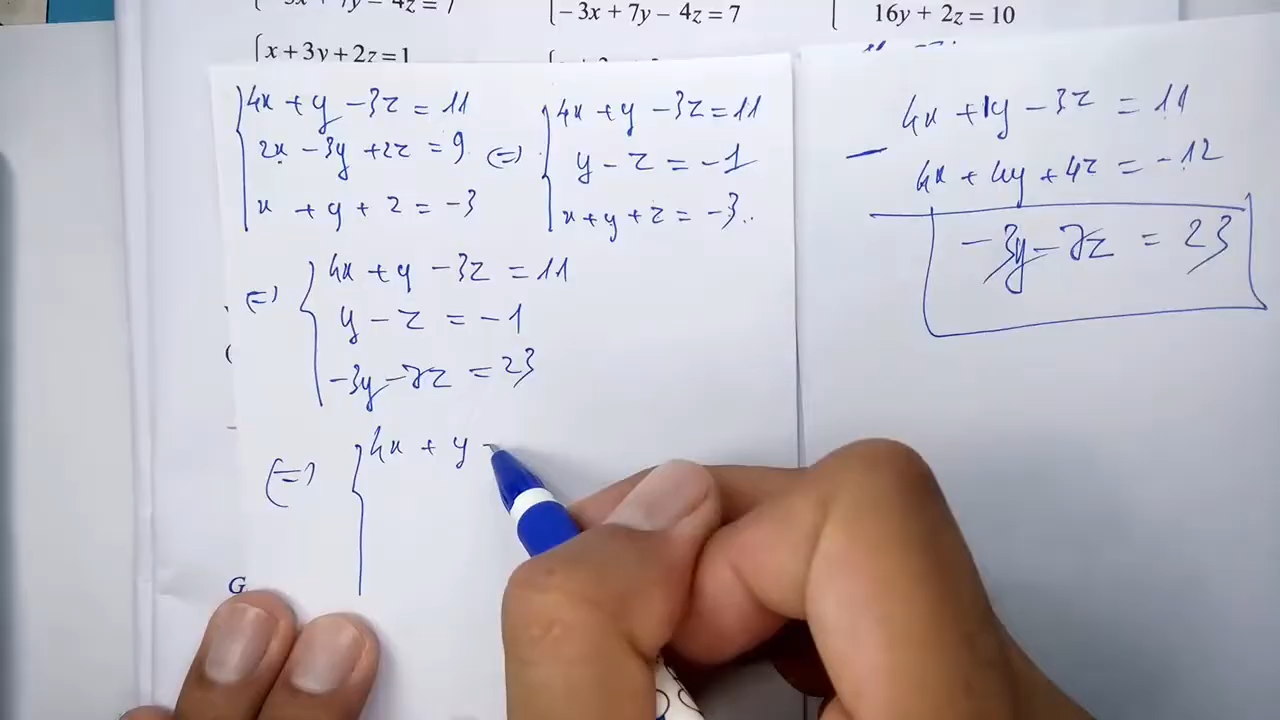 -3x + 7y - 4z = 7
-3x + 7y - 4z = 7
16y + 2z = 10
x + 3y + 2z = 1
4x + y - 3z = 11
2x - 3y + 2z = 9
x + y + z = -3
(=) 4x + y - 3z = 11
y - z = -1
x + y + z = -3..
(=) 4x + y - 3z = 11
y - z = -1
-3y - 7z = 23
(=) 4x + y -
G
4x + y - 3z = 11
- 4x + 4y + 4z = -12
-3y - 7z = 23